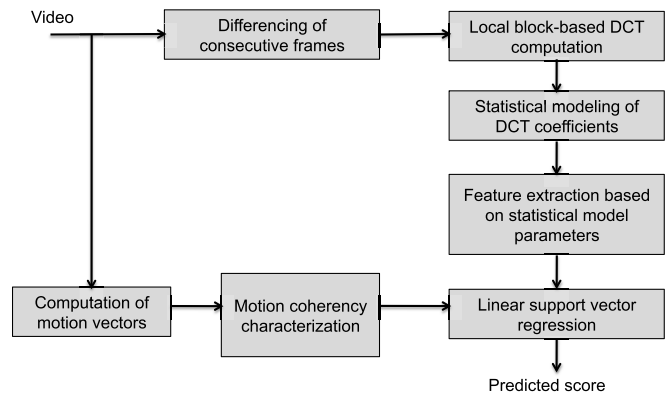 Video
Differencing of
consecutive frames
Local block-based DCT
computation
Statistical modeling of
DCT coefficients
Feature extraction based
on statistical model
parameters
Computation of
motion vectors
Motion coherency
characterization
Linear support vector
regression
Predicted score